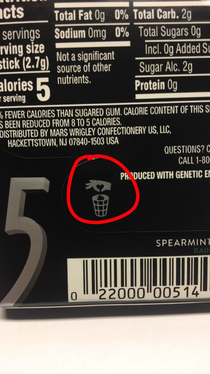 acts
Total Fat 0g 0% Total Carb. 2g
servings
Sodium 0mg 0% Total Sugars 0g
rving size
Incl. 0g Added Su
stick (2.7g)
Not a significant
source of other
nutrients.
Sugar Alc. 2g
alories 5
r serving
Protein 0g
% FEWER CALORIES THAN SUGARED GUM. CALORIE CONTENT OF THIS S
S BEEN REDUCED FROM 8 TO 5 CALORIES.
DISTRIBUTED BY MARS WRIGLEY CONFECTIONERY US, LLC,
HACKETTSTOWN, NJ 07840-1503 USA
QUESTIONS? C
CALL 1-80
PRODUCED WITH GENETIC EN
5
SPEARMINT
RAIN
0 22000 00514